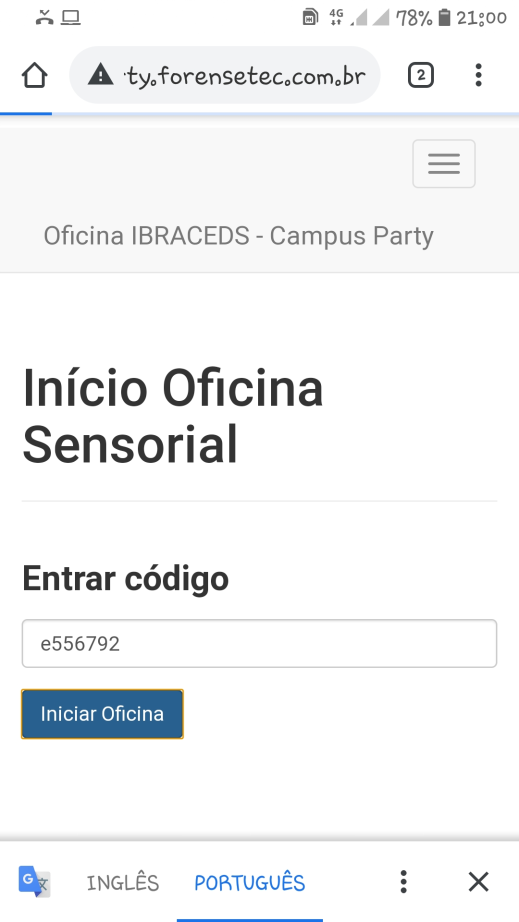 4G 78% 21:00
ty.forensetec.com.br 2
Oficina IBRACEDS - Campus Party
Início Oficina
Sensorial
Entrar código
e556792
Iniciar Oficina
G 文 INGLÊS PORTUGUÊS